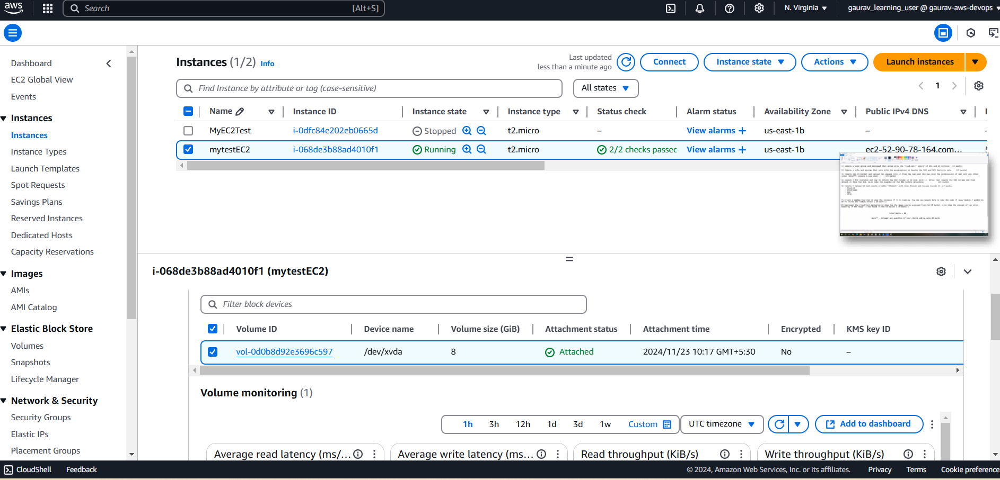 aws
Search [Alt+S]
N. Virginia
gaurav_learning_user @ gaurav-aws-devops
Dashboard
EC2 Global View
Events
Instances
Instances
Instance Types
Launch Templates
Spot Requests
Savings Plans
Reserved Instances
Dedicated Hosts
Capacity Reservations
Images
AMIs
AMI Catalog
Elastic Block Store
Volumes
Snapshots
Lifecycle Manager
Network & Security
Security Groups
Elastic IPs
Placement Groups
Instances (1/2) Info
Last updated
less than a minute ago
Connect
Instance state
Actions
Launch instances
Find Instance by attribute or tag (case-sensitive)
All states
1
Name Instance ID Instance state Instance type Status check Alarm status Availability Zone Public IPv4 DNS
MyEC2Test i-0dfc84e202eb0665d Stopped t2.micro – View alarms + us-east-1b –
mytestEC2 i-068de3b88ad4010f1 Running t2.micro 2/2 checks passec View alarms + us-east-1b ec2-52-90-78-164.com...
i-068de3b88ad4010f1 (mytestEC2)
Filter block devices
Volume ID Device name Volume size (GiB) Attachment status Attachment time Encrypted KMS key ID
vol-0d0b8d92e3696c597 /dev/xvda 8 Attached 2024/11/23 10:17 GMT+5:30 No –
Volume monitoring (1)
1h 3h 12h 1d 3d 1w Custom UTC timezone Add to dashboard
Average read latency (ms/... Average write latency (ms... Read throughput (KiB/s) Write throughput (KiB/s)
CloudShell Feedback © 2024, Amazon Web Services, Inc. or its affiliates. Privacy Terms Cookie preference